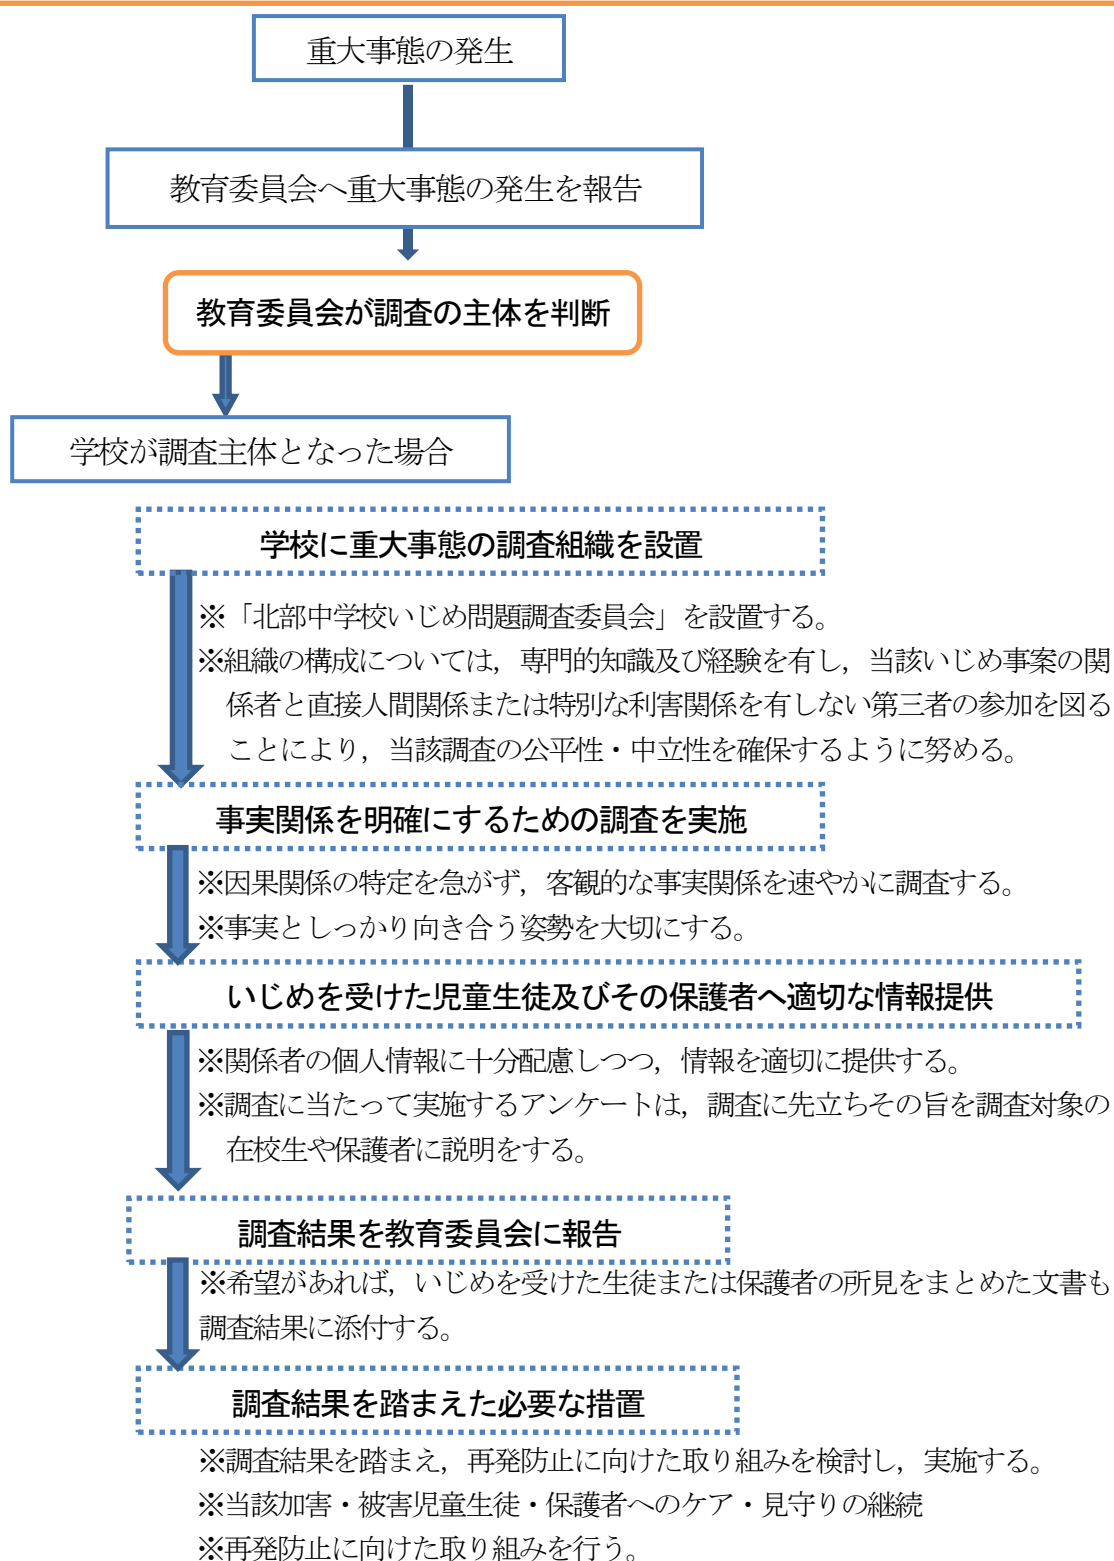 重大事態の発生
教育委員会へ重大事態の発生を報告
教育委員会が調査の主体を判断
学校が調査主体となった場合
学校に重大事態の調査組織を設置
※「北部中学校いじめ問題調査委員会」を設置する。
※組織の構成については，専門的知識及び経験を有し，当該いじめ事案の関
係者と直接人間関係または特別な利害関係を有しない第三者の参加を図る
ことにより，当該調査の公平性・中立性を確保するように努める。
事実関係を明確にするための調査を実施
※因果関係の特定を急がず，客観的な事実関係を速やかに調査する。
※事実としっかり向き合う姿勢を大切にする。
いじめを受けた児童生徒及びその保護者へ適切な情報提供
※関係者の個人情報に十分配慮しつつ，情報を適切に提供する。
※調査に当たって実施するアンケートは，調査に先立ちその旨を調査対象の
在校生や保護者に説明をする。
調査結果を教育委員会に報告
※希望があれば，いじめを受けた生徒または保護者の所見をまとめた文書も
調査結果に添付する。
調査結果を踏まえた必要な措置
※調査結果を踏まえ，再発防止に向けた取り組みを検討し，実施する。
※当該加害・被害児童生徒・保護者へのケア・見守りの継続
※再発防止に向けた取り組みを行う。